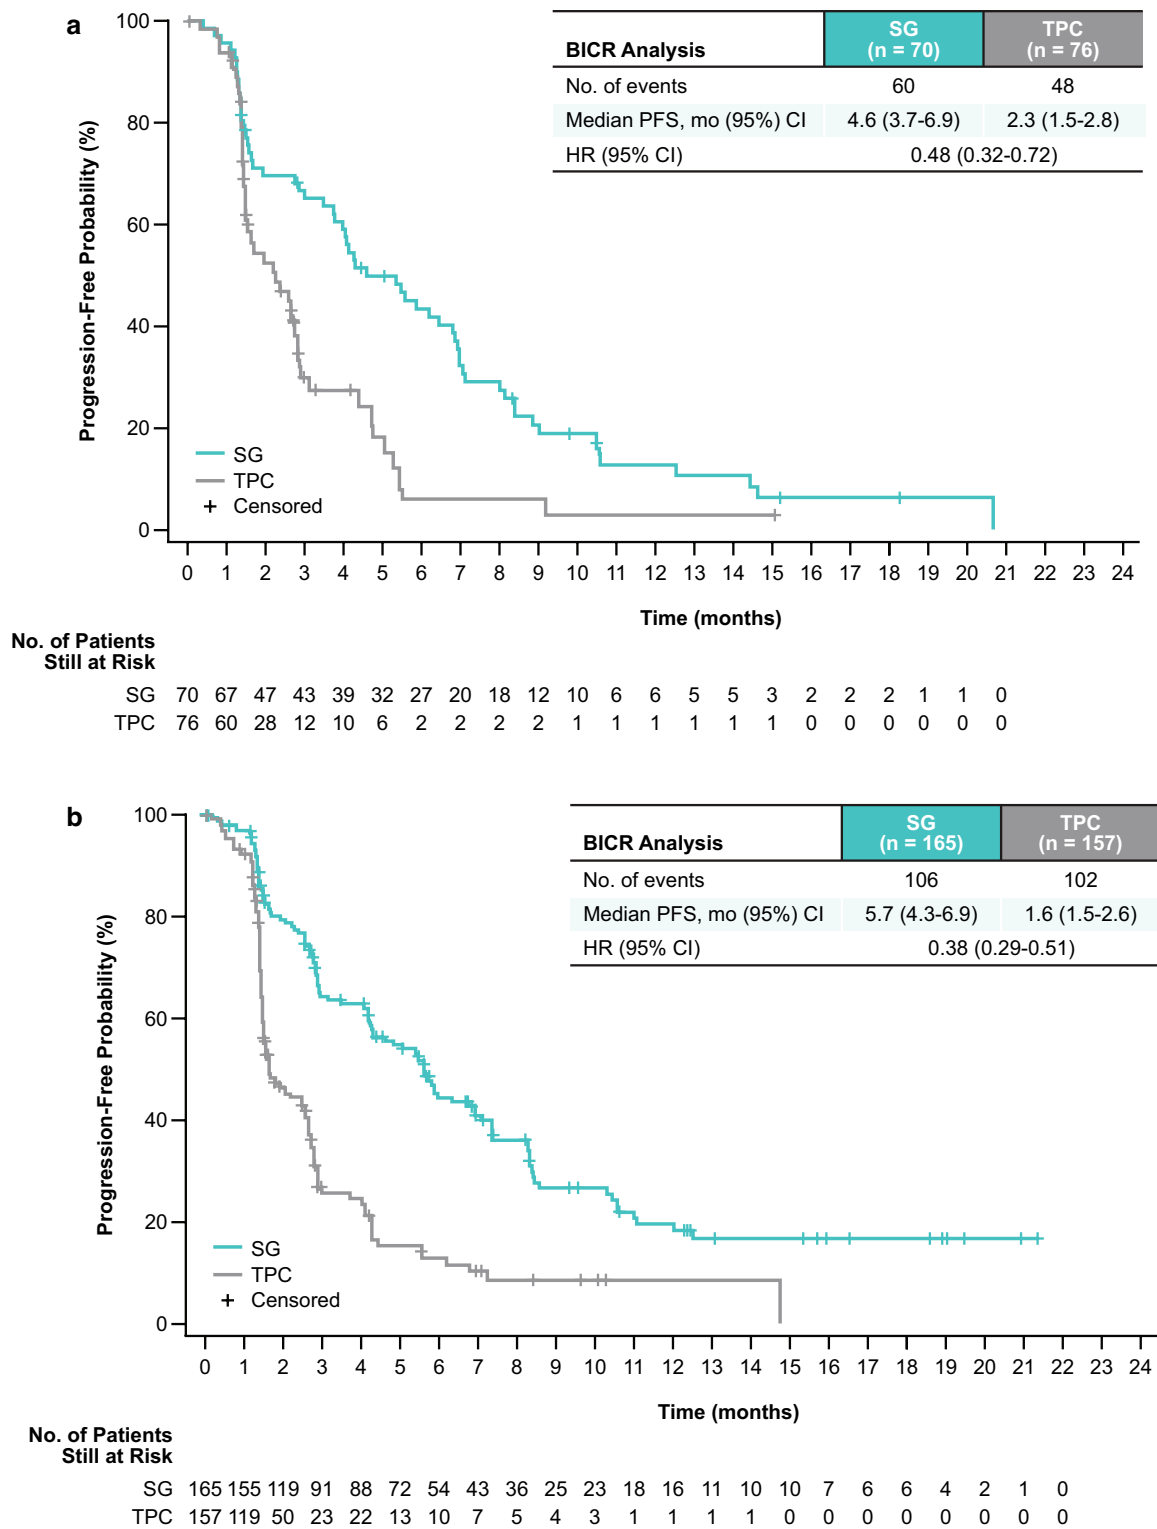 a
BICR Analysis SG (n = 70) TPC (n = 76)
No. of events 60 48
Median PFS, mo (95%) CI 4.6 (3.7-6.9) 2.3 (1.5-2.8)
HR (95% CI) 0.48 (0.32-0.72)
Progression-Free Probability (%)
100
80
60
40
20
0
SG
TPC
Censored
0 1 2 3 4 5 6 7 8 9 10 11 12 13 14 15 16 17 18 19 20 21 22 23 24
Time (months)
No. of Patients
Still at Risk
SG 70 67 47 43 39 32 27 20 18 12 10 6 6 5 5 3 2 2 2 1 1 0
TPC 76 60 28 12 10 6 2 2 2 2 1 1 1 1 1 1 0 0 0 0 0 0
b
BICR Analysis SG (n = 165) TPC (n = 157)
No. of events 106 102
Median PFS, mo (95%) CI 5.7 (4.3-6.9) 1.6 (1.5-2.6)
HR (95% CI) 0.38 (0.29-0.51)
Progression-Free Probability (%)
100
80
60
40
20
0
SG
TPC
Censored
0 1 2 3 4 5 6 7 8 9 10 11 12 13 14 15 16 17 18 19 20 21 22 23 24
Time (months)
No. of Patients
Still at Risk
SG 165 155 119 91 88 72 54 43 36 25 23 18 16 11 10 10 7 6 6 4 2 1 0
TPC 157 119 50 23 22 13 10 7 5 4 3 1 1 1 1 0 0 0 0 0 0 0 0